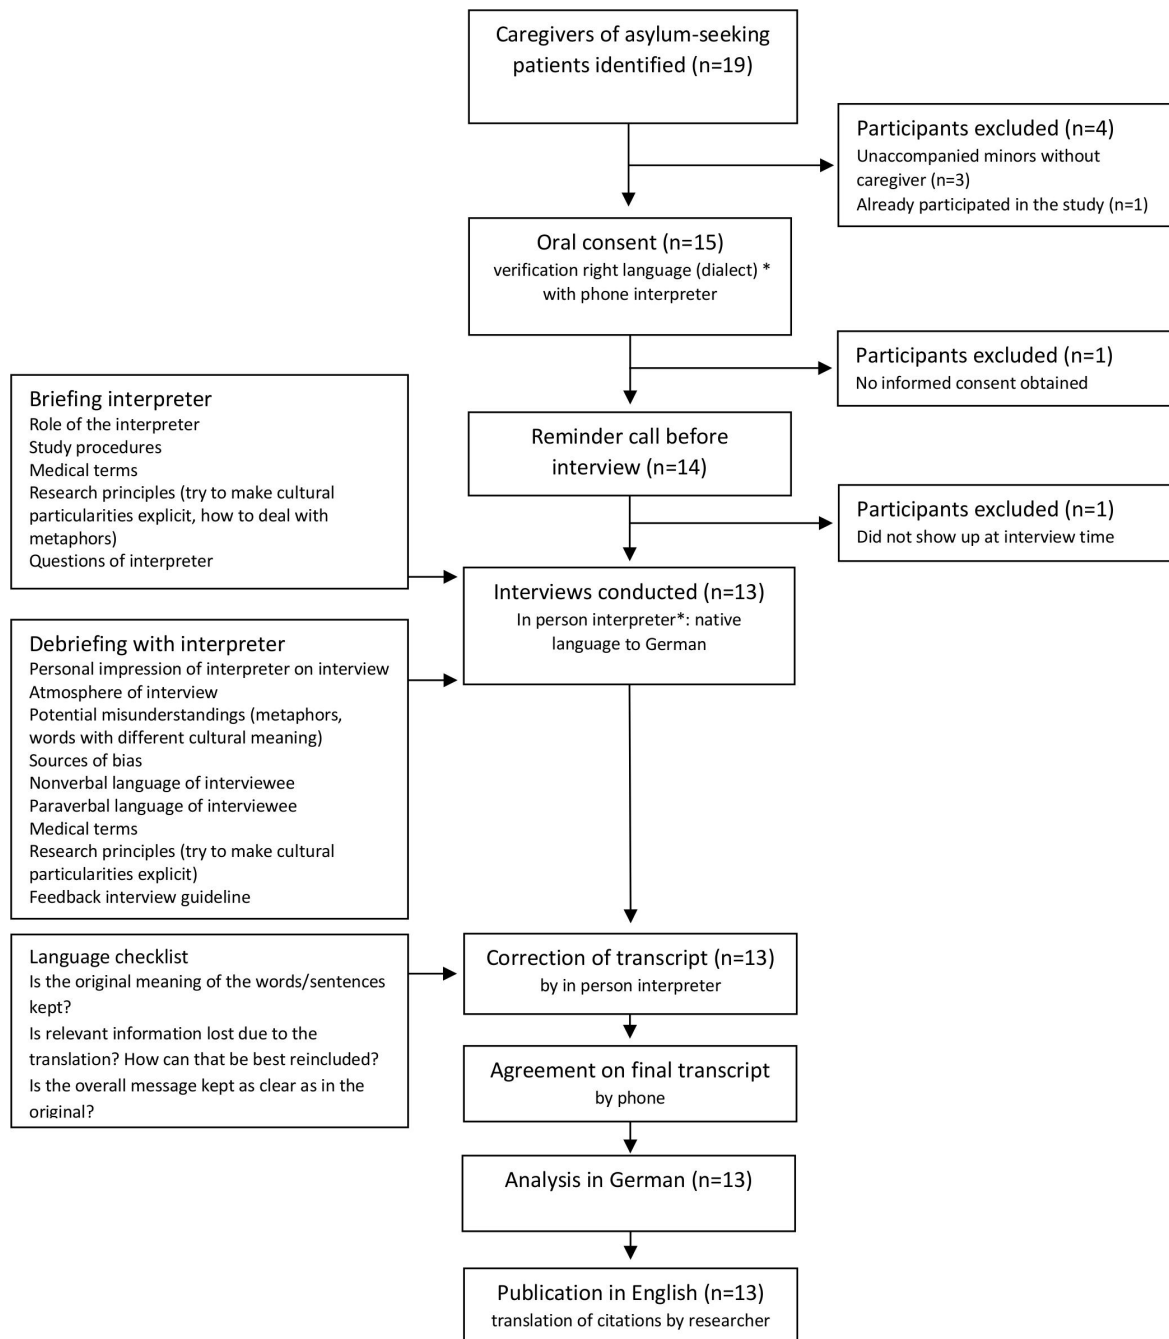 Caregivers of asylum-seeking
patients identified (n=19)
Participants excluded (n=4)
Unaccompanied minors without
caregiver (n=3)
Already participated in the study (n=1)
Oral consent (n=15)
verification right language (dialect) *
with phone interpreter
Participants excluded (n=1)
No informed consent obtained
Briefing interpreter
Role of the interpreter
Study procedures
Medical terms
Research principles (try to make cultural
particularities explicit, how to deal with
metaphors)
Questions of interpreter
Reminder call before
interview (n=14)
Participants excluded (n=1)
Did not show up at interview time
Interviews conducted (n=13)
In person interpreter*: native
language to German
Debriefing with interpreter
Personal impression of interpreter on interview
Atmosphere of interview
Potential misunderstandings (metaphors,
words with different cultural meaning)
Sources of bias
Nonverbal language of interviewee
Paraverbal language of interviewee
Medical terms
Research principles (try to make cultural
particularities explicit)
Feedback interview guideline
Language checklist
Is the original meaning of the words/sentences
kept?
Is relevant information lost due to the
translation? How can that be best reincluded?
Is the overall message kept as clear as in the
original?
Correction of transcript (n=13)
by in person interpreter
Agreement on final transcript
by phone
Analysis in German (n=13)
Publication in English (n=13)
translation of citations by researcher